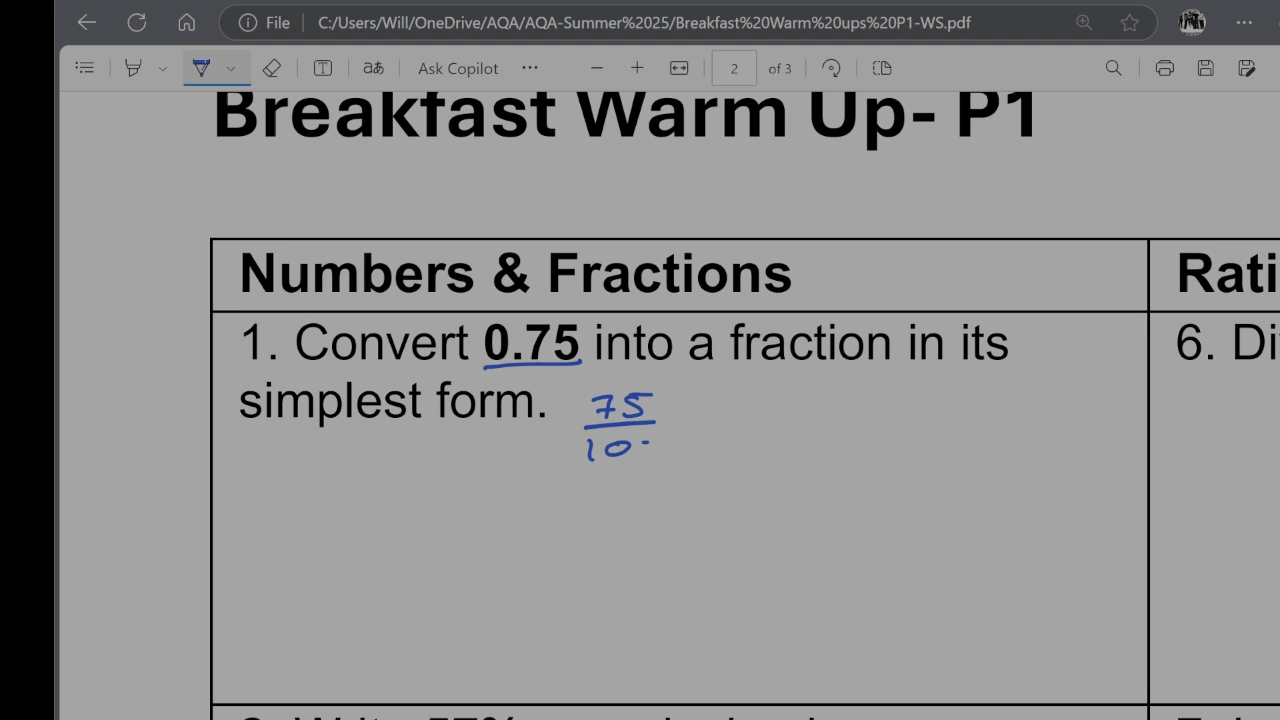 File C:/Users/Will/OneDrive/AQA/AQA-Summer%2025/Breakfast%20Warm%20ups%20P1-WS.pdf
aあ Ask Copilot ... 2 of 3
Breakfast Warm Up- P1
Numbers & Fractions
Rati
1. Convert 0.75 into a fraction in its
simplest form.
6. Di
75
10